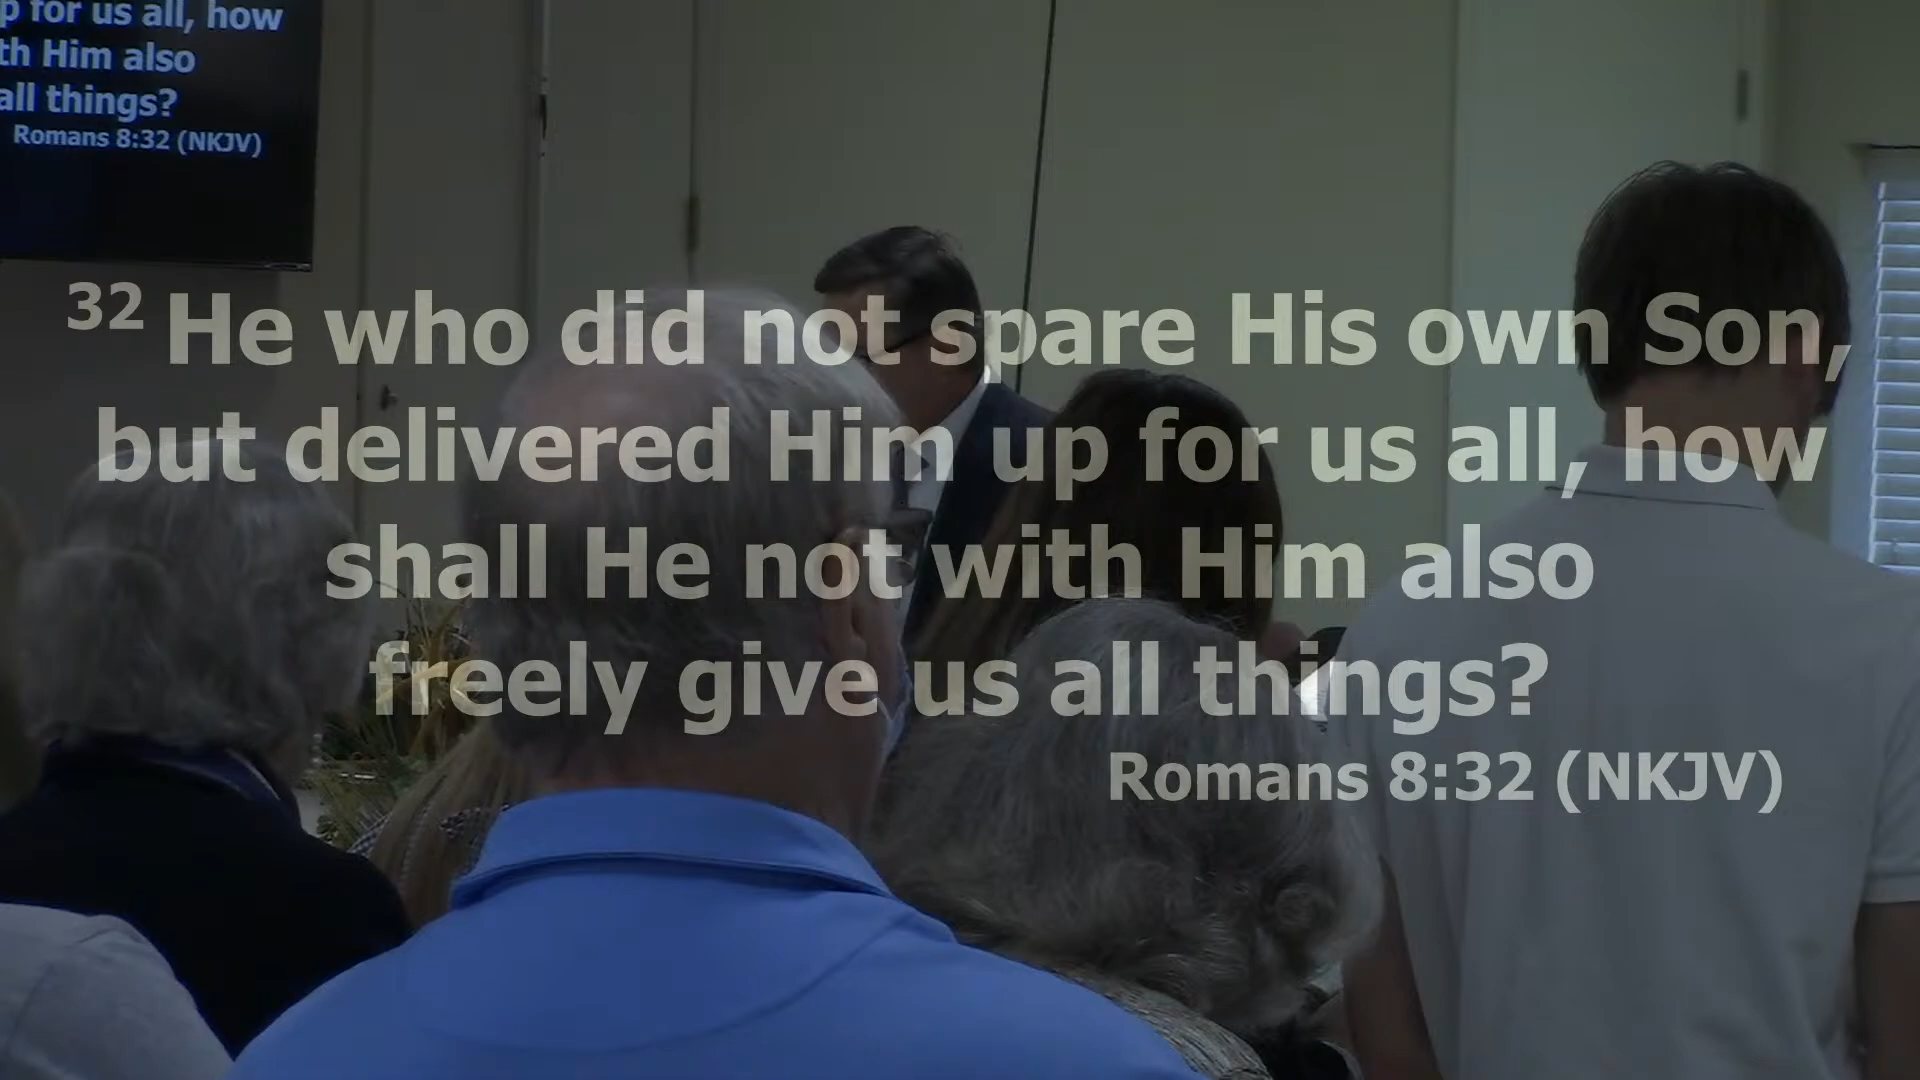 p for us all, how
th Him also
all things?
Romans 8:32 (NKJV)
32 He who did not spare His own Son,
but delivered Him up for us all, how
shall He not with Him also
freely give us all things?
Romans 8:32 (NKJV)